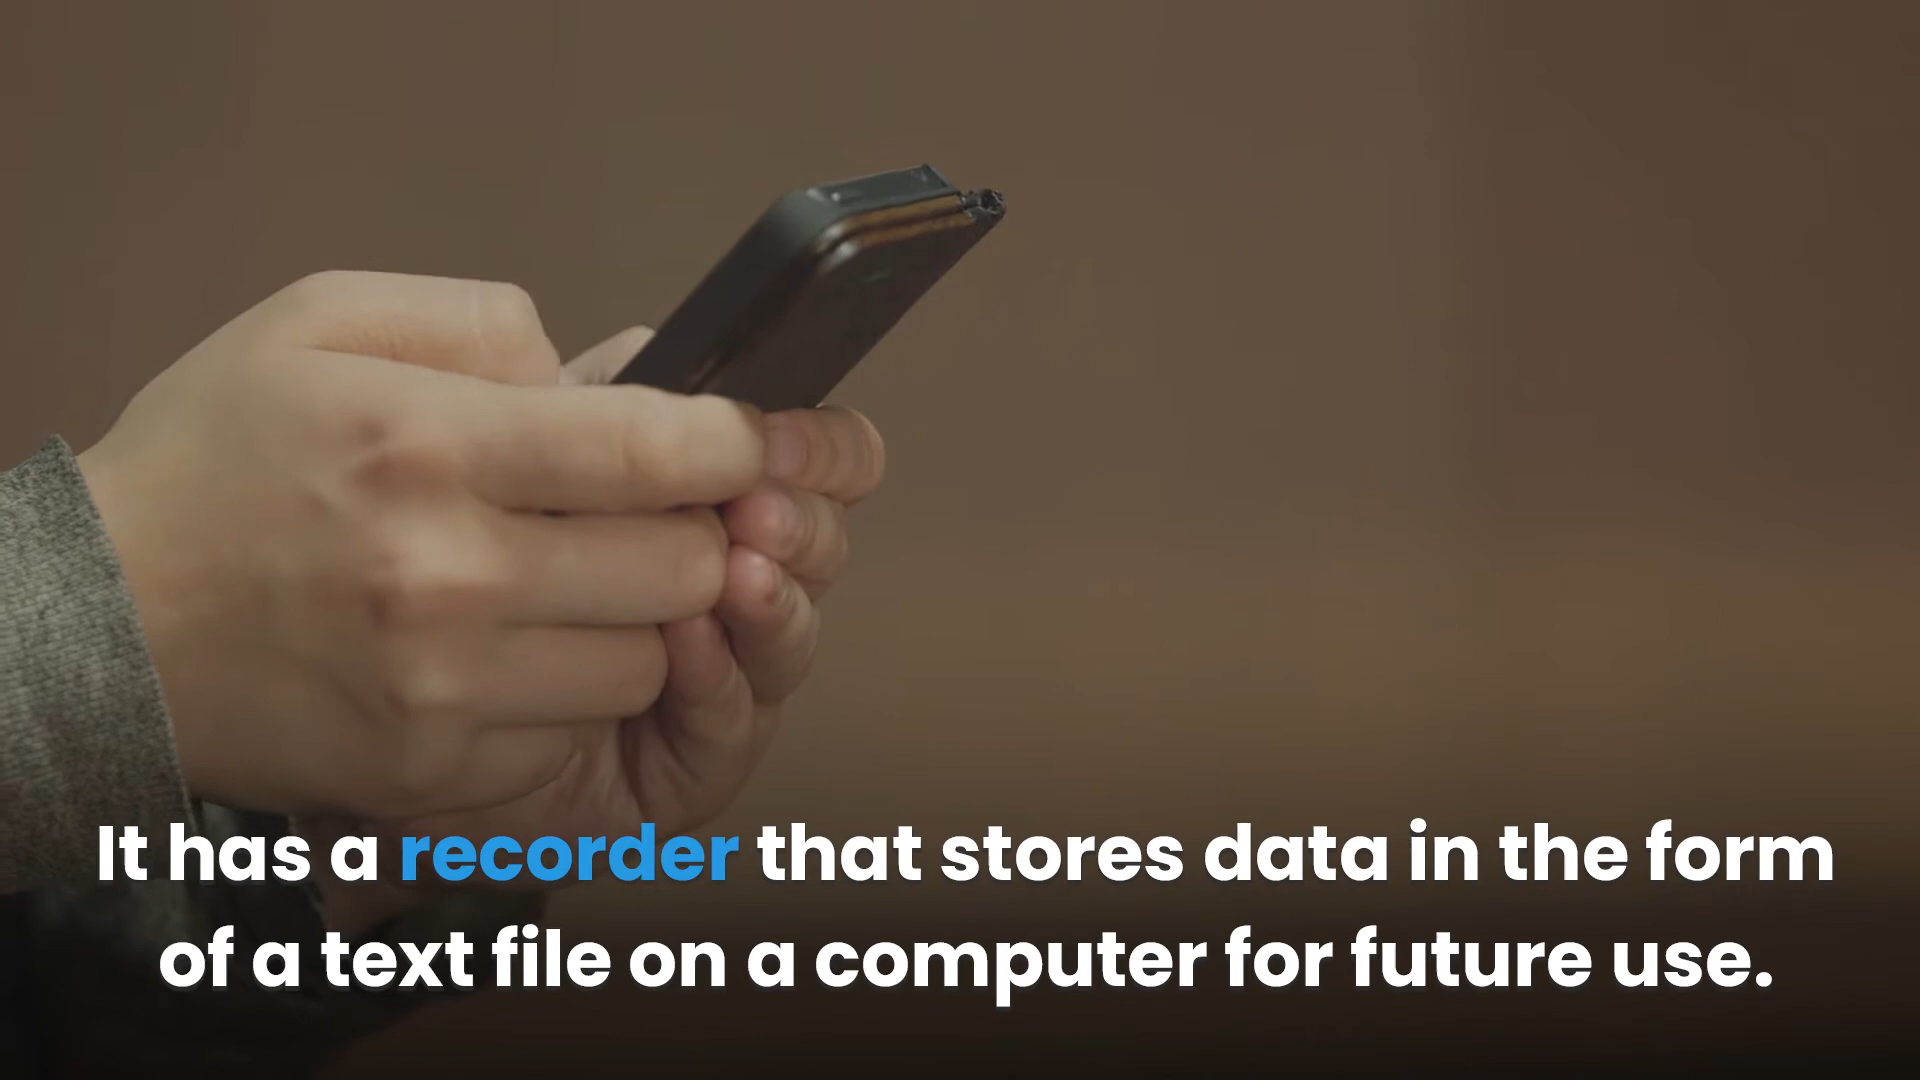 It has a recorder that stores data in the form
of a text file on a computer for future use.